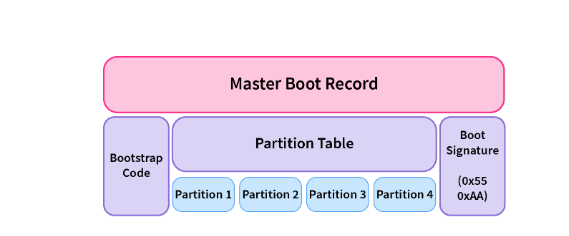 Master Boot Record
Bootstrap
Code
Partition Table
Partition 1
Partition 2
Partition 3
Partition 4
Boot
Signature
(0x55
0xAA)